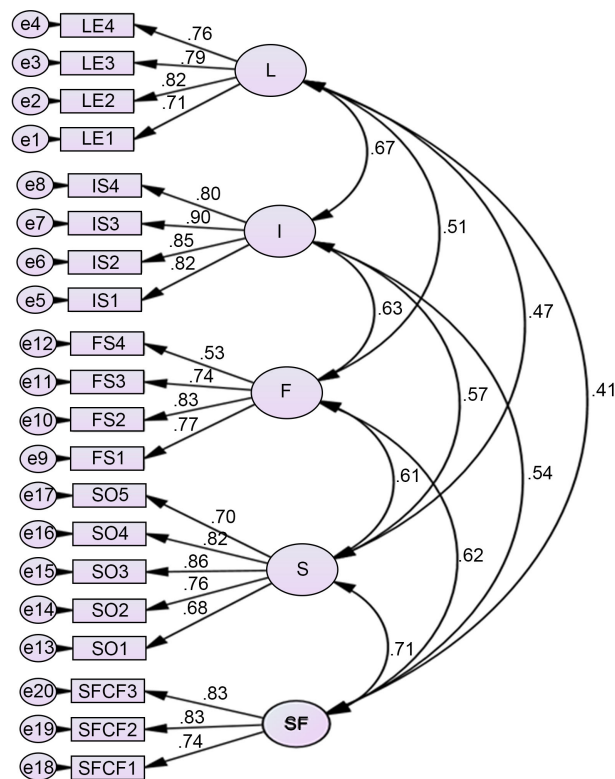 e4 LE4 .76
e3 LE3 .79
L
e2 LE2 .82
e1 LE1 .71
.67
e8 IS4 .80
e7 IS3 .90
I
.51
e6 IS2 .85
e5 IS1 .82
.63
.47
e12 FS4 .53
e11 FS3 .74
F
.57
.41
e10 FS2 .83
e9 FS1 .77
.61
.54
e17 SO5 .70
e16 SO4 .82
e15 SO3 .86
S
.62
e14 SO2 .76
e13 SO1 .68
.71
e20 SFCF3 .83
e19 SFCF2 .83
SF
e18 SFCF1 .74